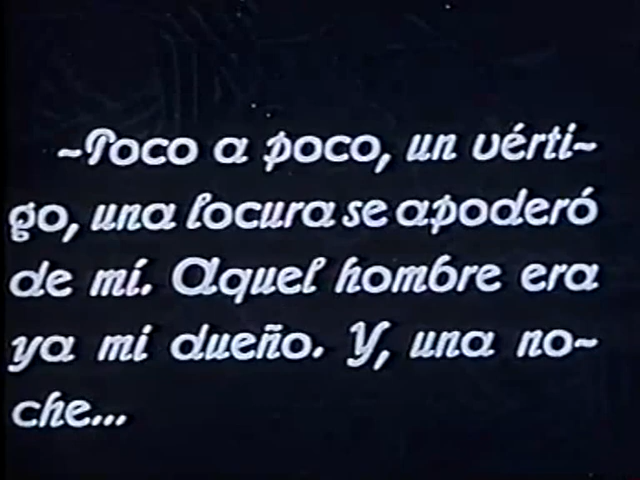 -Poco a poco, un vérti-
go, una locura se apoderó
de mí. Aquel hombre era
ya mi dueño. Y, una no-
che...